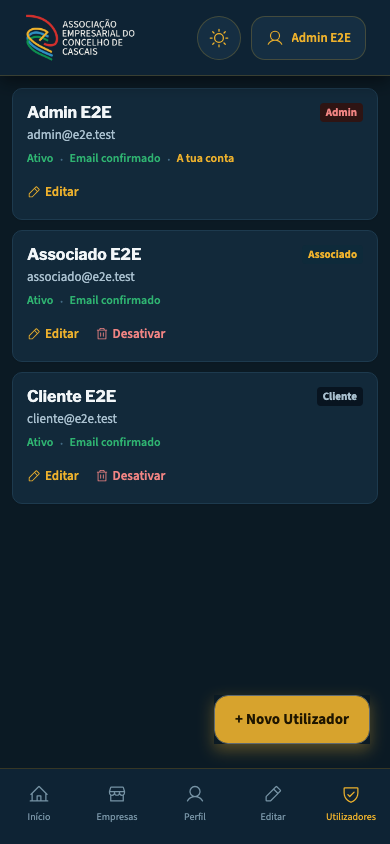 ASSOCIAÇÃO
EMPRESARIAL DO
CONCELHO DE
CASCAIS
Admin E2E
Admin E2E
Admin
admin@e2e.test
Ativo · Email confirmado · A tua conta
Editar
Associado E2E
Associado
associado@e2e.test
Ativo · Email confirmado
Editar Desativar
Cliente E2E
Cliente
cliente@e2e.test
Ativo · Email confirmado
Editar Desativar
+ Novo Utilizador
Início Empresas Perfil Editar Utilizadores